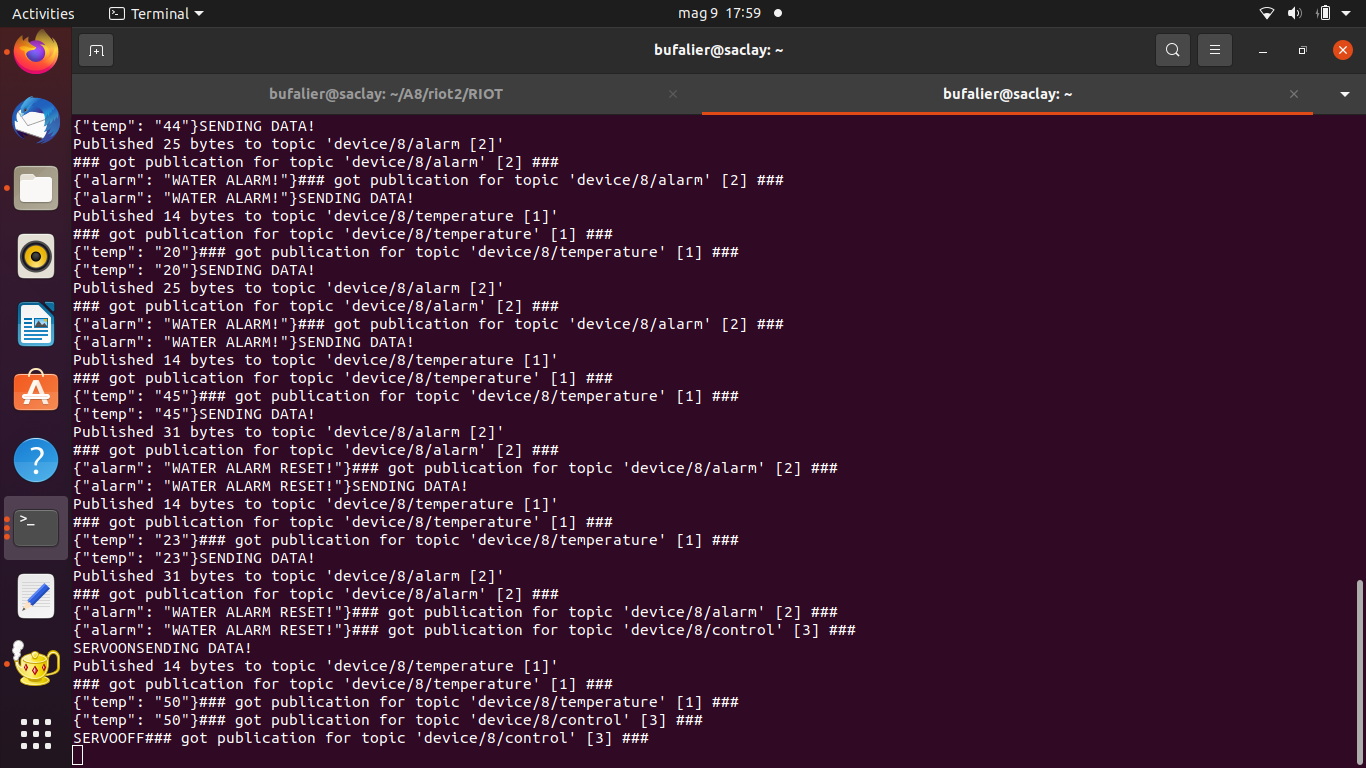 Activities
Terminal
mag 9 17:59
bufalier@saclay: ~
bufalier@saclay: ~/A8/riot2/RIOT
bufalier@saclay: ~
{"temp": "44"}SENDING DATA!
Published 25 bytes to topic 'device/8/alarm [2]'
### got publication for topic 'device/8/alarm' [2] ###
{"alarm": "WATER ALARM!"}### got publication for topic 'device/8/alarm' [2] ###
{"alarm": "WATER ALARM!"}SENDING DATA!
Published 14 bytes to topic 'device/8/temperature [1]'
### got publication for topic 'device/8/temperature' [1] ###
{"temp": "20"}### got publication for topic 'device/8/temperature' [1] ###
{"temp": "20"}SENDING DATA!
Published 25 bytes to topic 'device/8/alarm [2]'
### got publication for topic 'device/8/alarm' [2] ###
{"alarm": "WATER ALARM!"}### got publication for topic 'device/8/alarm' [2] ###
{"alarm": "WATER ALARM!"}SENDING DATA!
Published 14 bytes to topic 'device/8/temperature [1]'
### got publication for topic 'device/8/temperature' [1] ###
{"temp": "45"}### got publication for topic 'device/8/temperature' [1] ###
{"temp": "45"}SENDING DATA!
Published 31 bytes to topic 'device/8/alarm [2]'
### got publication for topic 'device/8/alarm' [2] ###
{"alarm": "WATER ALARM RESET!"}### got publication for topic 'device/8/alarm' [2] ###
{"alarm": "WATER ALARM RESET!"}SENDING DATA!
Published 14 bytes to topic 'device/8/temperature [1]'
### got publication for topic 'device/8/temperature' [1] ###
{"temp": "23"}### got publication for topic 'device/8/temperature' [1] ###
{"temp": "23"}SENDING DATA!
Published 31 bytes to topic 'device/8/alarm [2]'
### got publication for topic 'device/8/alarm' [2] ###
{"alarm": "WATER ALARM RESET!"}### got publication for topic 'device/8/alarm' [2] ###
{"alarm": "WATER ALARM RESET!"}### got publication for topic 'device/8/control' [3] ###
SERVOONSENDING DATA!
Published 14 bytes to topic 'device/8/temperature [1]'
### got publication for topic 'device/8/temperature' [1] ###
{"temp": "50"}### got publication for topic 'device/8/temperature' [1] ###
{"temp": "50"}### got publication for topic 'device/8/control' [3] ###
SERVOOFF### got publication for topic 'device/8/control' [3] ###